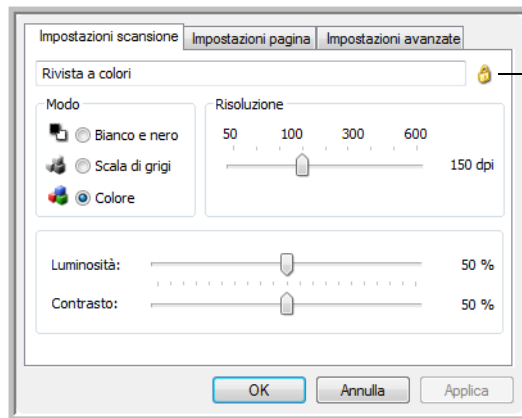 Impostazioni scansione Impostazioni pagina Impostazioni avanzate
Rivista a colori
Modo
Bianco e nero
Scala di grigi
Colore
Risoluzione
50 100 300 600
150 dpi
Luminosità: 50 %
Contrasto: 50 %
OK Annulla Applica